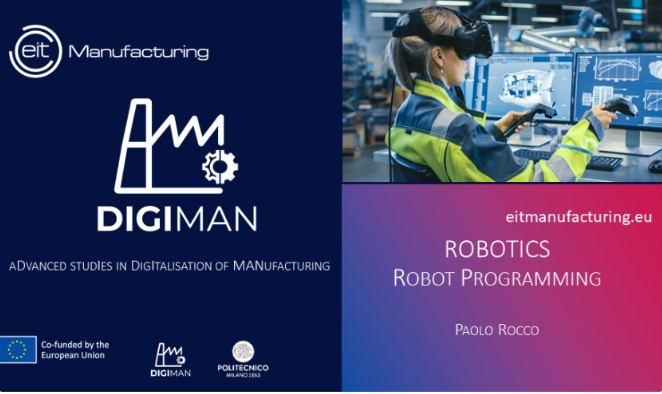 eit Manufacturing
DIGIMAN
aDvanced studIes in DigItalisation of MANufacturing
Co-funded by the
European Union
DIGIMAN
POLITECNICO
MILANO 1863
eitmanufacturing.eu
ROBOTICS
Robot Programming
Paolo Rocco